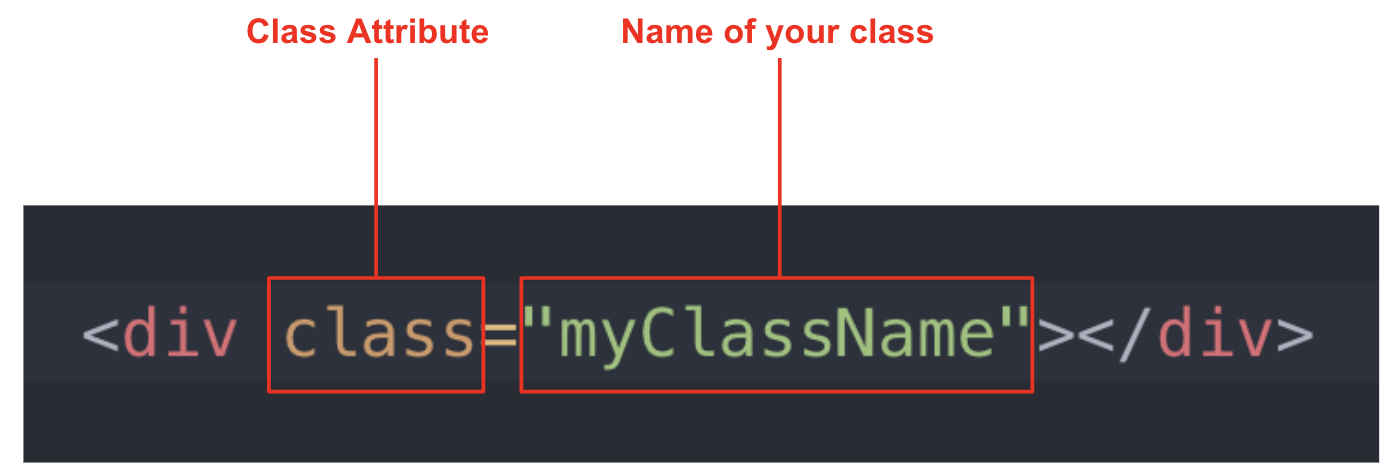 Class Attribute
Name of your class
<div class="myClassName"></div>